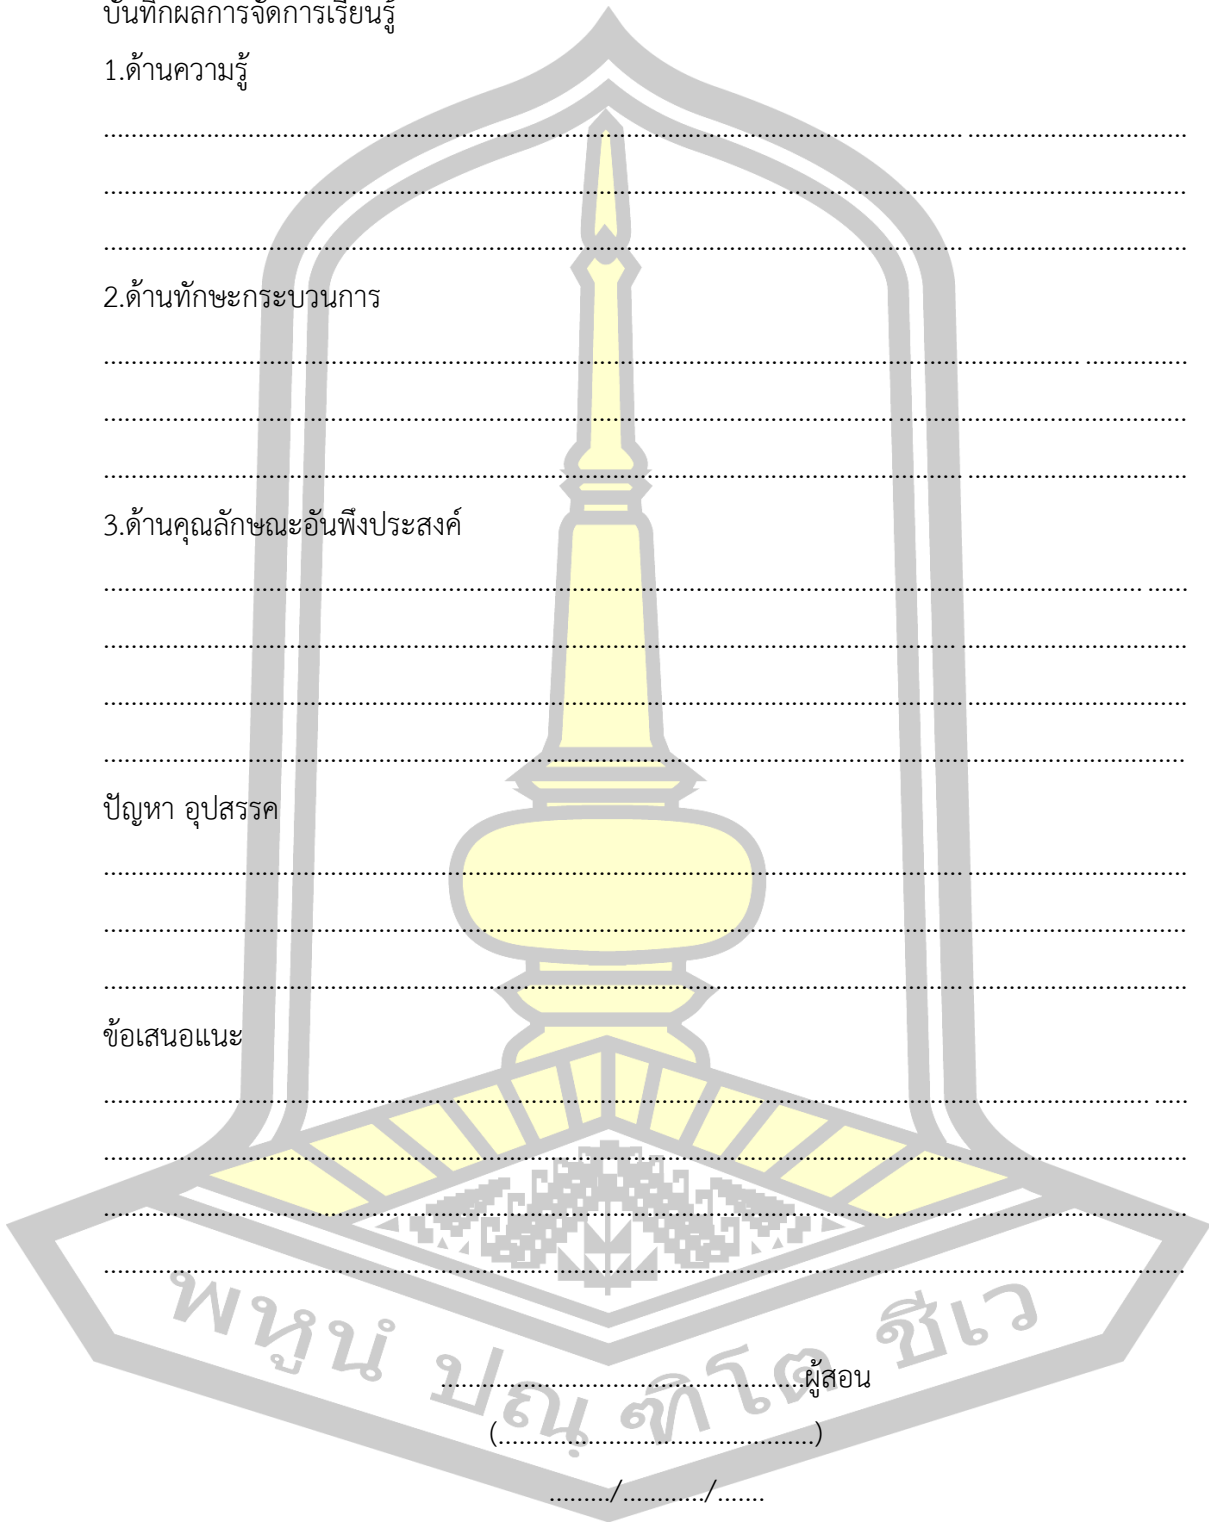 บันทึกผลการจัดการเรียนรู้
1.ด้านความรู้
................................................................................................................................ ................................
.................................................................................................... ............................................................
................................................................................................................................ ................................
2.ด้านทักษะกระบวนการ
................................................................................................................................................ ...............
................................................................................................................................................................
................................................................................................................................ ................................
3.ด้านคุณลักษณะอันพึงประสงค์
........................................................................................................................................................ ......
................................................................................................................................ ................................
................................................................................................................................ ................................
................................................................................................................................................................
ปัญหา อุปสรรค
................................................................................................................................ ................................
.................................................................................................... ............................................................
................................................................................................................................ ................................
ข้อเสนอแนะ
........................................................................................................................................................ .....
................................................................................................................................................................
................................................................................................................................................................
................................................................................................................................................................
พหูนํ ปณฺฑิโต ชีเว
.....................................................ผู้สอน
(..............................................)
........./............/.......